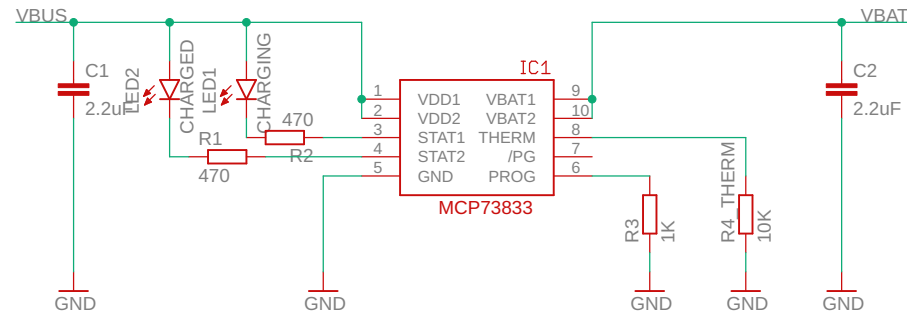 VBUS
VBAT
C1
2.2uF
LED2
CHARGED
LED1
CHARGING
470
R2
R1
470
IC1
1
2
3
4
5
VDD1
VDD2
STAT1
STAT2
GND
VBAT1
VBAT2
THERM
/PG
PROG
9
10
8
7
6
MCP73833
R3
1K
R4_THERM
10K
C2
2.2uF
GND
GND
GND
GND
GND